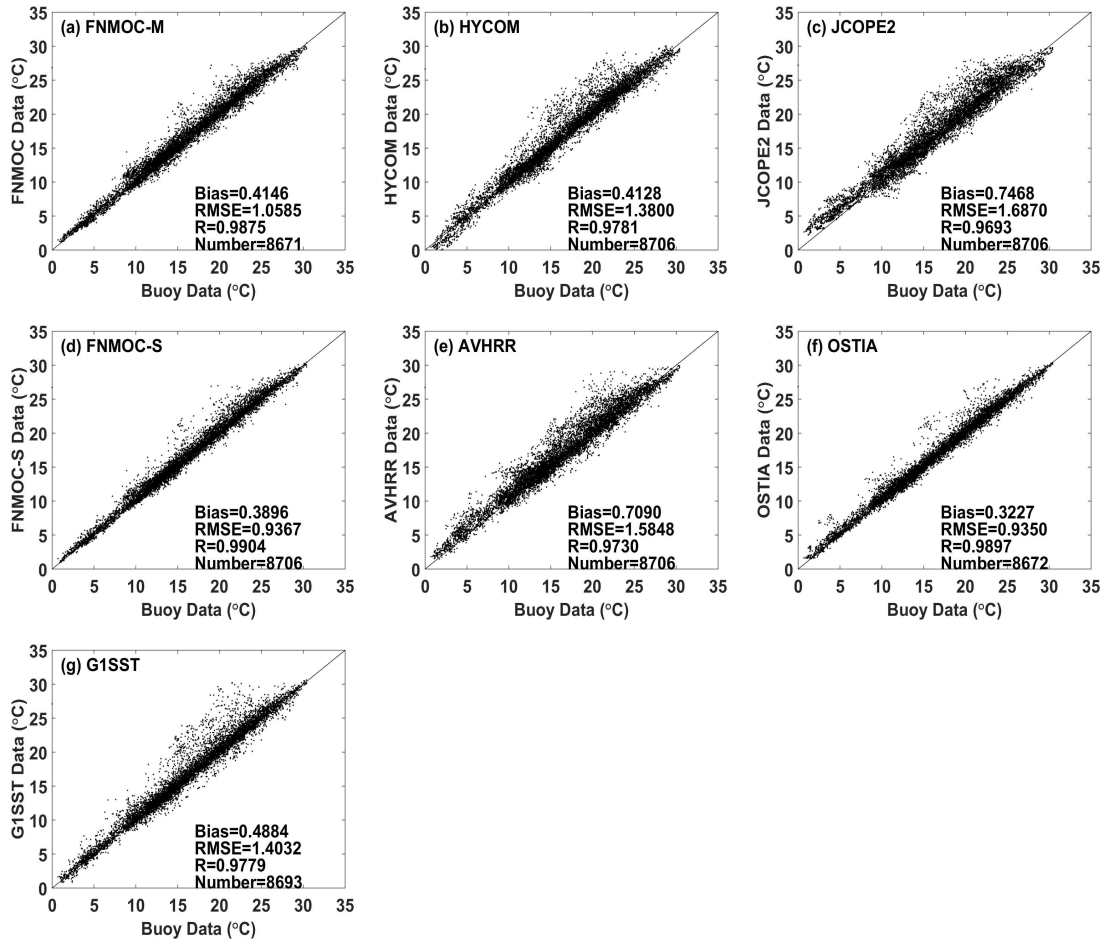 (a) FNMOC-M
FNMOC Data (°C)
35
30
25
20
15
10
5
0
Bias=0.4146
RMSE=1.0585
R=0.9875
Number=8671
0 5 10 15 20 25 30 35
Buoy Data (°C)
(b) HYCOM
HYCOM Data (°C)
35
30
25
20
15
10
5
0
Bias=0.4128
RMSE=1.3800
R=0.9781
Number=8706
0 5 10 15 20 25 30 35
Buoy Data (°C)
(c) JCOPE2
JCOPE2 Data (°C)
35
30
25
20
15
10
5
0
Bias=0.7468
RMSE=1.6870
R=0.9693
Number=8706
0 5 10 15 20 25 30 35
Buoy Data (°C)
(d) FNMOC-S
FNMOC-S Data (°C)
35
30
25
20
15
10
5
0
Bias=0.3896
RMSE=0.9367
R=0.9904
Number=8706
0 5 10 15 20 25 30 35
Buoy Data (°C)
(e) AVHRR
AVHRR Data (°C)
35
30
25
20
15
10
5
0
Bias=0.7090
RMSE=1.5848
R=0.9730
Number=8706
0 5 10 15 20 25 30 35
Buoy Data (°C)
(f) OSTIA
OSTIA Data (°C)
35
30
25
20
15
10
5
0
Bias=0.3227
RMSE=0.9350
R=0.9897
Number=8672
0 5 10 15 20 25 30 35
Buoy Data (°C)
(g) G1SST
G1SST Data (°C)
35
30
25
20
15
10
5
0
Bias=0.4884
RMSE=1.4032
R=0.9779
Number=8693
0 5 10 15 20 25 30 35
Buoy Data (°C)